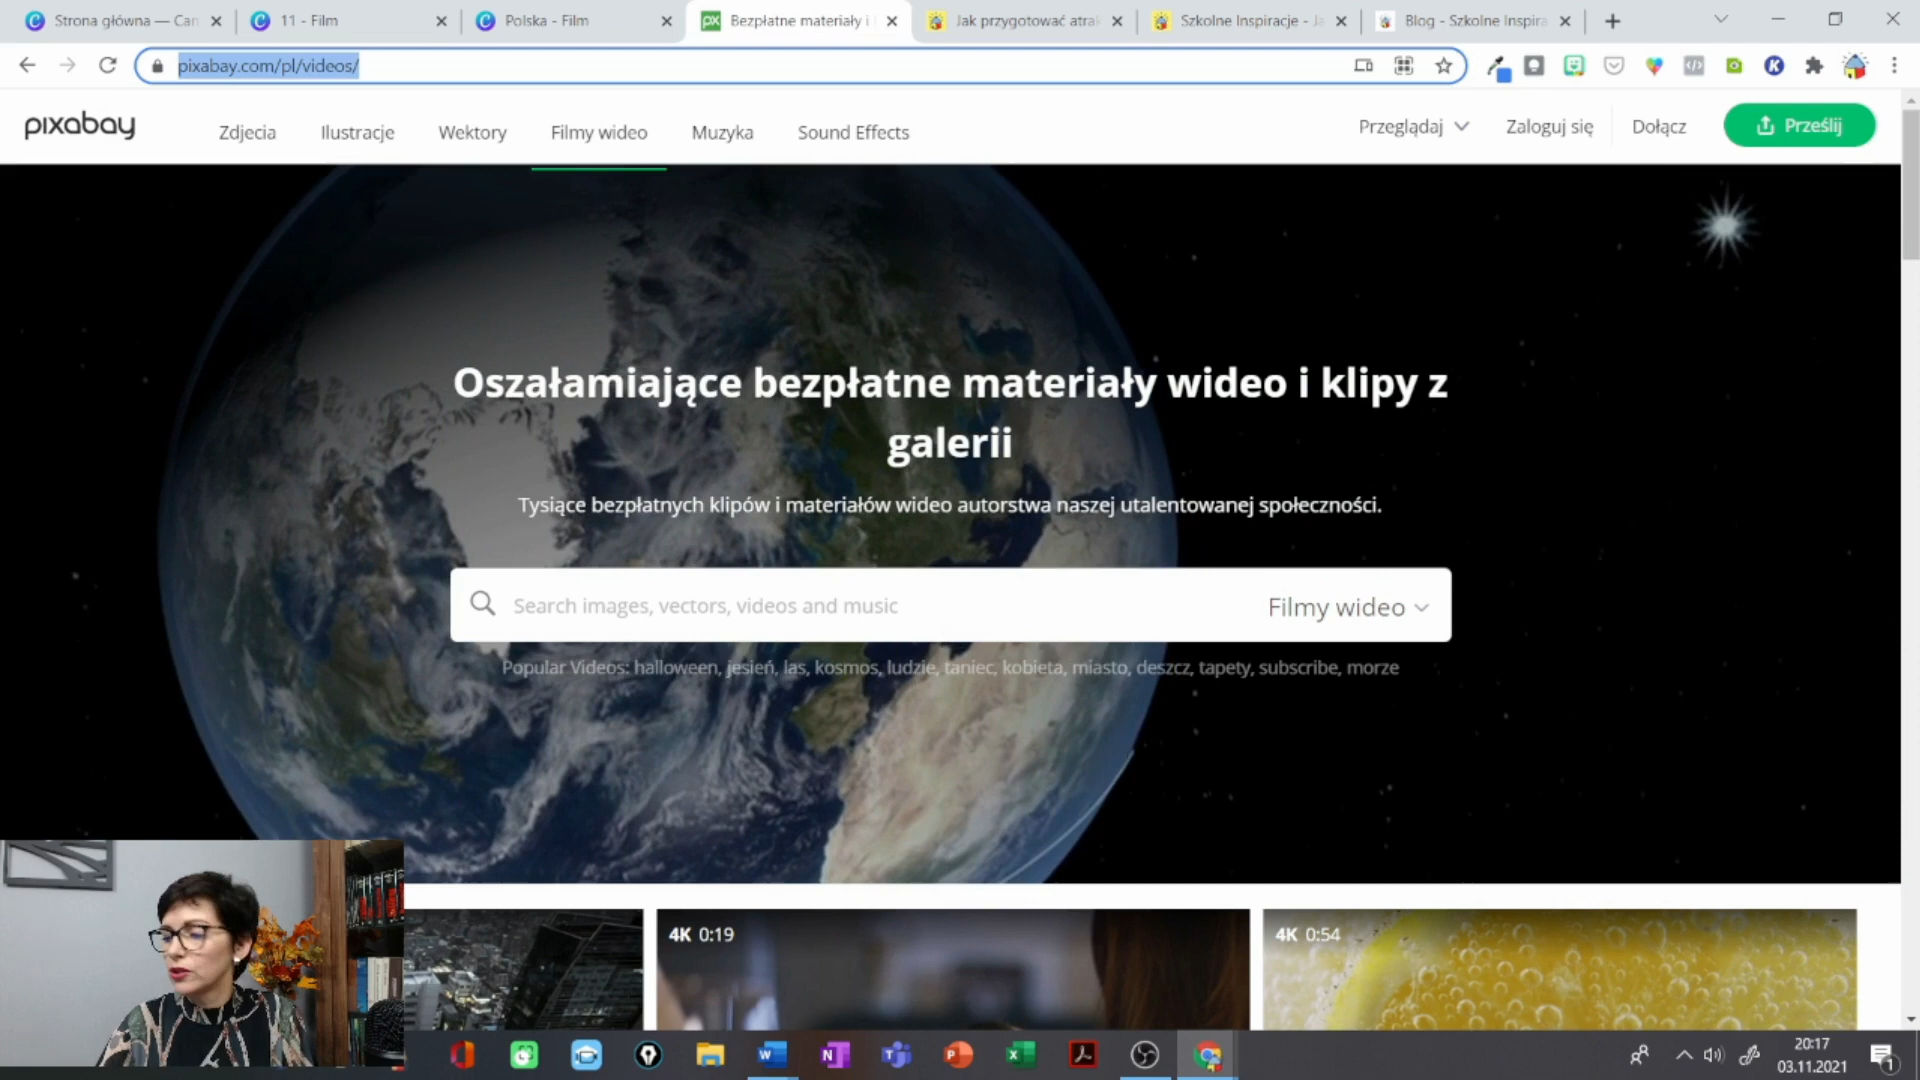 Strona główna — Can
11 - Film
Polska - Film
Bezpłatne materiały i
Jak przygotować atra
Szkolne Inspiracje - Ja
Blog - Szkolne Inspira
pixabay.com/pl/videos/
pixabay
Zdjecia
Ilustracje
Wektory
Filmy wideo
Muzyka
Sound Effects
Przeglądaj
Zaloguj się
Dołącz
Prześlij
Oszałamiające bezpłatne materiały wideo i klipy z
galerii
Tysiące bezpłatnych klipów i materiałów wideo autorstwa naszej utalentowanej społeczności.
Search images, vectors, videos and music
Filmy wideo
Popular Videos: halloween, jesień, las, kosmos, ludzie, taniec, kobieta, miasto, deszcz, tapety, subscribe, morze
4K 0:19
4K 0:54
20:17
03.11.2021
1